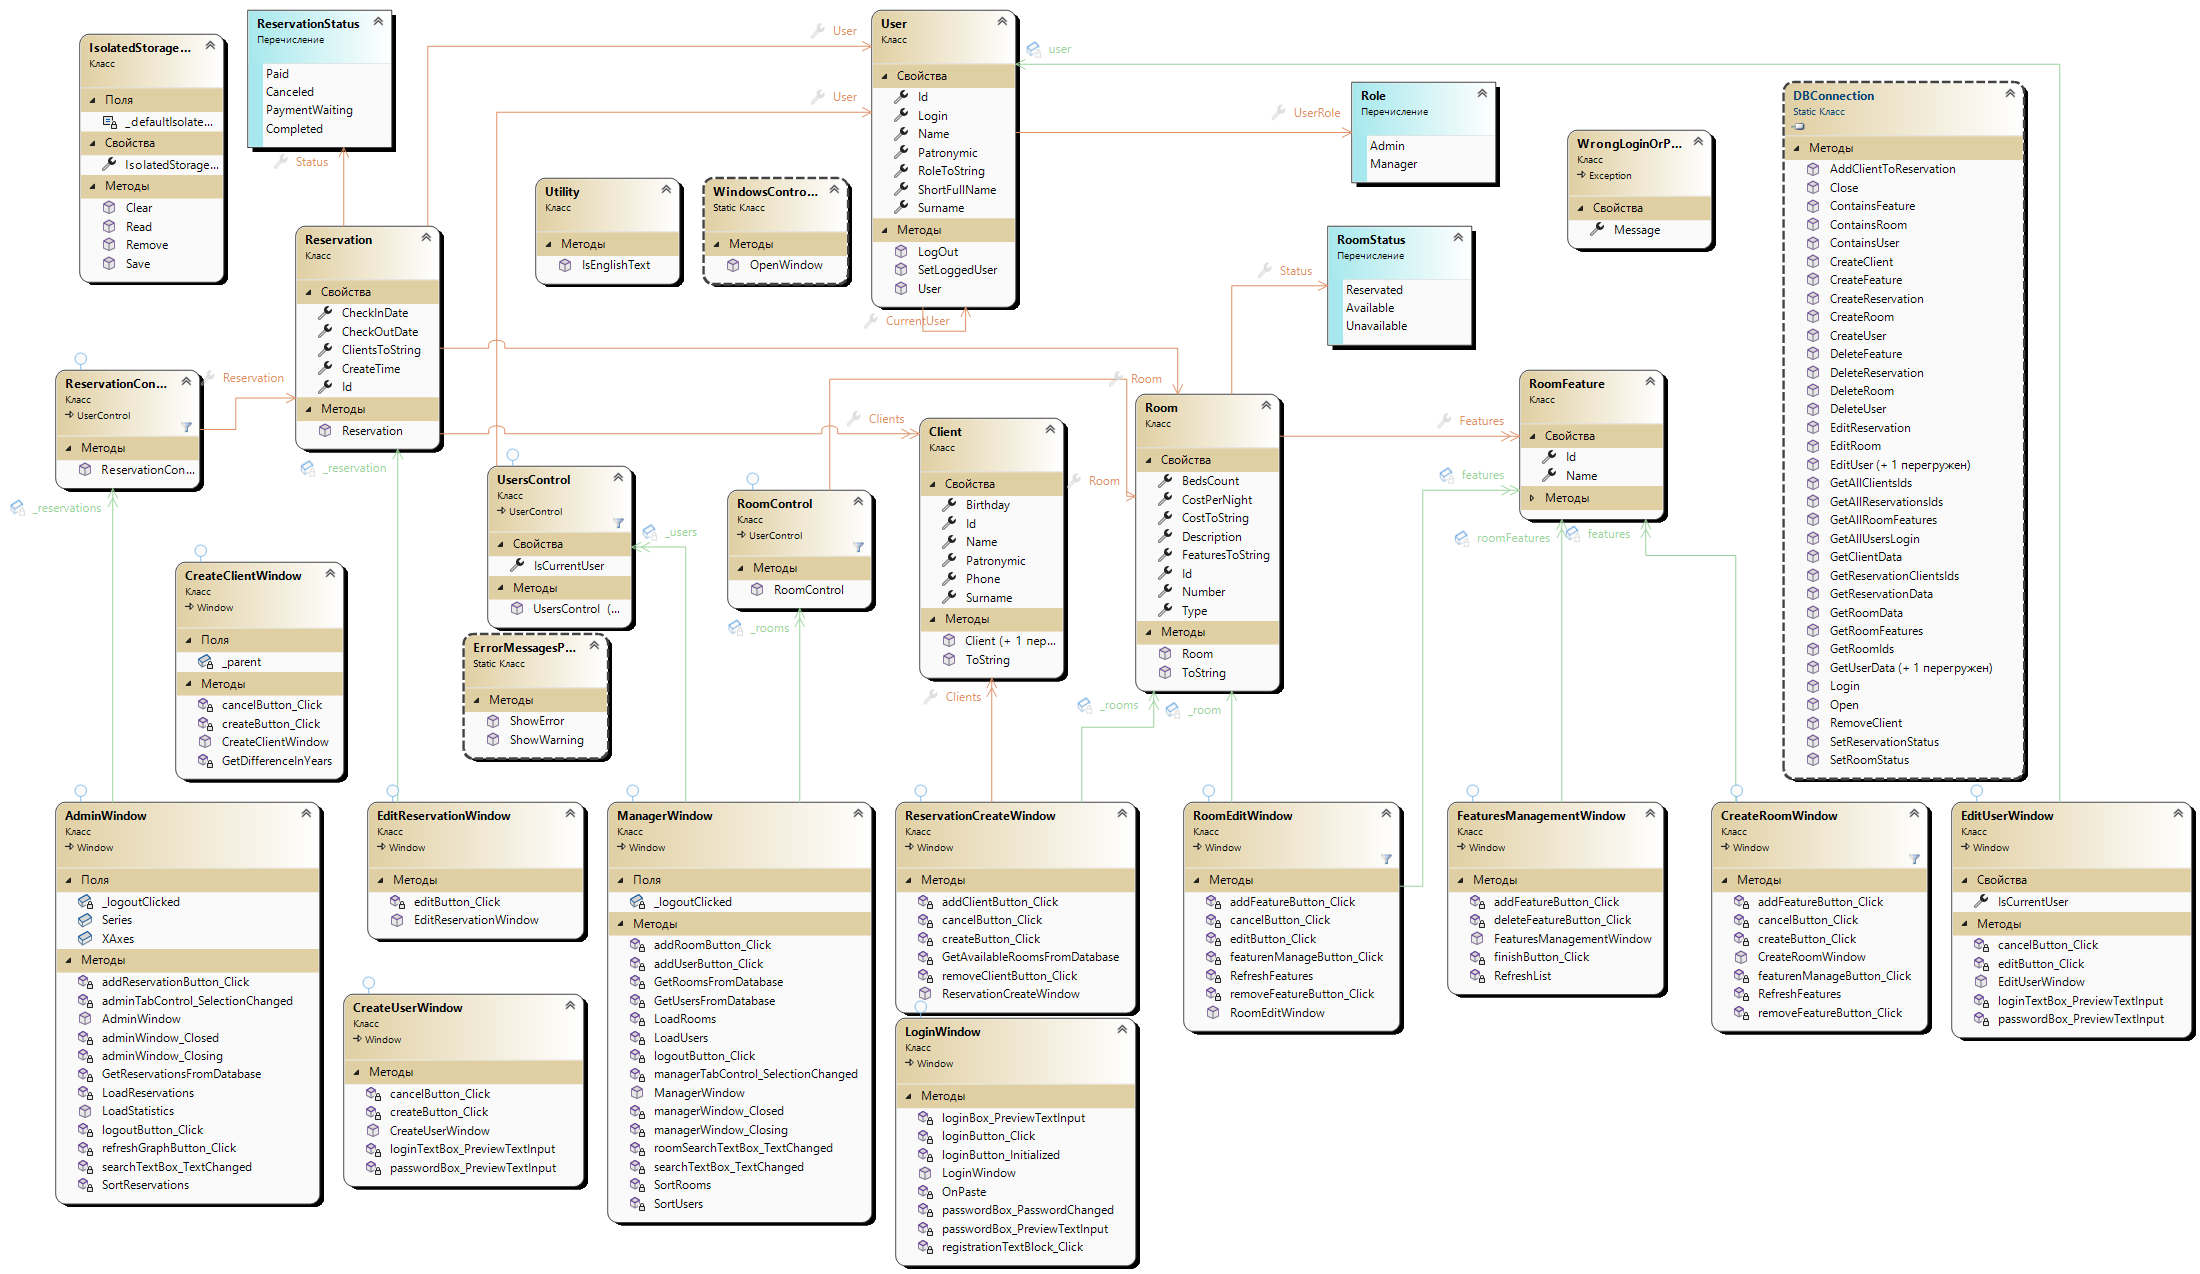 IsolatedStorage...
Класс
Поля
_defaultIsolate...
Свойства
IsolatedStorage...
Методы
Clear
Read
Remove
Save
ReservationStatus
Перечисление
Paid
Canceled
PaymentWaiting
Completed
Status
User
User
User
Класс
Свойства
Id
Login
Name
Patronymic
RoleToString
ShortFullName
Surname
Методы
LogOut
SetLoggedUser
User
CurrentUser
user
UserRole
Role
Перечисление
Admin
Manager
WrongLoginOrP...
Класс
Exception
Свойства
Message
DBConnection
Static Класс
Методы
AddClientToReservation
Close
ContainsFeature
ContainsRoom
ContainsUser
CreateClient
CreateFeature
CreateReservation
CreateRoom
CreateUser
DeleteFeature
DeleteReservation
DeleteRoom
DeleteUser
EditReservation
EditRoom
EditUser (+ 1 перегружен)
GetAllClientsIds
GetAllReservationsIds
GetAllRoomFeatures
GetAllUsersLogin
GetClientData
GetReservationClientsIds
GetReservationData
GetRoomData
GetRoomFeatures
GetRoomIds
GetUserData (+ 1 перегружен)
Login
Open
RemoveClient
SetReservationStatus
SetRoomStatus
Utility
Класс
Методы
IsEnglishText
WindowsContro...
Static Класс
Методы
OpenWindow
Reservation
Класс
Свойства
CheckInDate
CheckOutDate
ClientsToString
CreateTime
Id
Методы
Reservation
Status
RoomStatus
Перечисление
Reservated
Available
Unavailable
ReservationCon...
Класс
UserControl
Методы
ReservationCon...
Reservation
_reservations
_reservation
Room
Clients
Room
Room
Класс
Свойства
BedsCount
CostPerNight
CostToString
Description
FeaturesToString
Id
Number
Type
Методы
Room
ToString
Features
features
RoomFeature
Класс
Свойства
Id
Name
Методы
roomFeatures
features
Client
Класс
Свойства
Birthday
Id
Name
Patronymic
Phone
Surname
Методы
Client (+ 1 пер...
ToString
Clients
_rooms
_room
UsersControl
Класс
UserControl
Свойства
IsCurrentUser
Методы
UsersControl (...
_users
RoomControl
Класс
UserControl
Методы
RoomControl
_rooms
CreateClientWindow
Класс
Window
Поля
_parent
Методы
cancelButton_Click
createButton_Click
CreateClientWindow
GetDifferenceInYears
ErrorMessagesP...
Static Класс
Методы
ShowError
ShowWarning
AdminWindow
Класс
Window
Поля
_logoutClicked
Series
XAxes
Методы
addReservationButton_Click
adminTabControl_SelectionChanged
AdminWindow
adminWindow_Closed
adminWindow_Closing
GetReservationsFromDatabase
LoadReservations
LoadStatistics
logoutButton_Click
refreshGraphButton_Click
searchTextBox_TextChanged
SortReservations
EditReservationWindow
Класс
Window
Методы
editButton_Click
EditReservationWindow
CreateUserWindow
Класс
Window
Методы
cancelButton_Click
createButton_Click
CreateUserWindow
loginTextBox_PreviewTextInput
passwordBox_PreviewTextInput
ManagerWindow
Класс
Window
Поля
_logoutClicked
Методы
addRoomButton_Click
addUserButton_Click
GetRoomsFromDatabase
GetUsersFromDatabase
LoadRooms
LoadUsers
logoutButton_Click
managerTabControl_SelectionChanged
ManagerWindow
managerWindow_Closed
managerWindow_Closing
roomSearchTextBox_TextChanged
searchTextBox_TextChanged
SortRooms
SortUsers
ReservationCreateWindow
Класс
Window
Методы
addClientButton_Click
cancelButton_Click
createButton_Click
GetAvailableRoomsFromDatabase
removeClientButton_Click
ReservationCreateWindow
LoginWindow
Класс
Window
Методы
loginBox_PreviewTextInput
loginButton_Click
loginButton_Initialized
LoginWindow
OnPaste
passwordBox_PasswordChanged
passwordBox_PreviewTextInput
registrationTextBlock_Click
RoomEditWindow
Класс
Window
Методы
addFeatureButton_Click
cancelButton_Click
editButton_Click
featurenManageButton_Click
RefreshFeatures
removeFeatureButton_Click
RoomEditWindow
FeaturesManagementWindow
Класс
Window
Методы
addFeatureButton_Click
deleteFeatureButton_Click
FeaturesManagementWindow
finishButton_Click
RefreshList
CreateRoomWindow
Класс
Window
Методы
addFeatureButton_Click
cancelButton_Click
createButton_Click
CreateRoomWindow
featurenManageButton_Click
RefreshFeatures
removeFeatureButton_Click
EditUserWindow
Класс
Window
Свойства
IsCurrentUser
Методы
cancelButton_Click
editButton_Click
EditUserWindow
loginTextBox_PreviewTextInput
passwordBox_PreviewTextInput